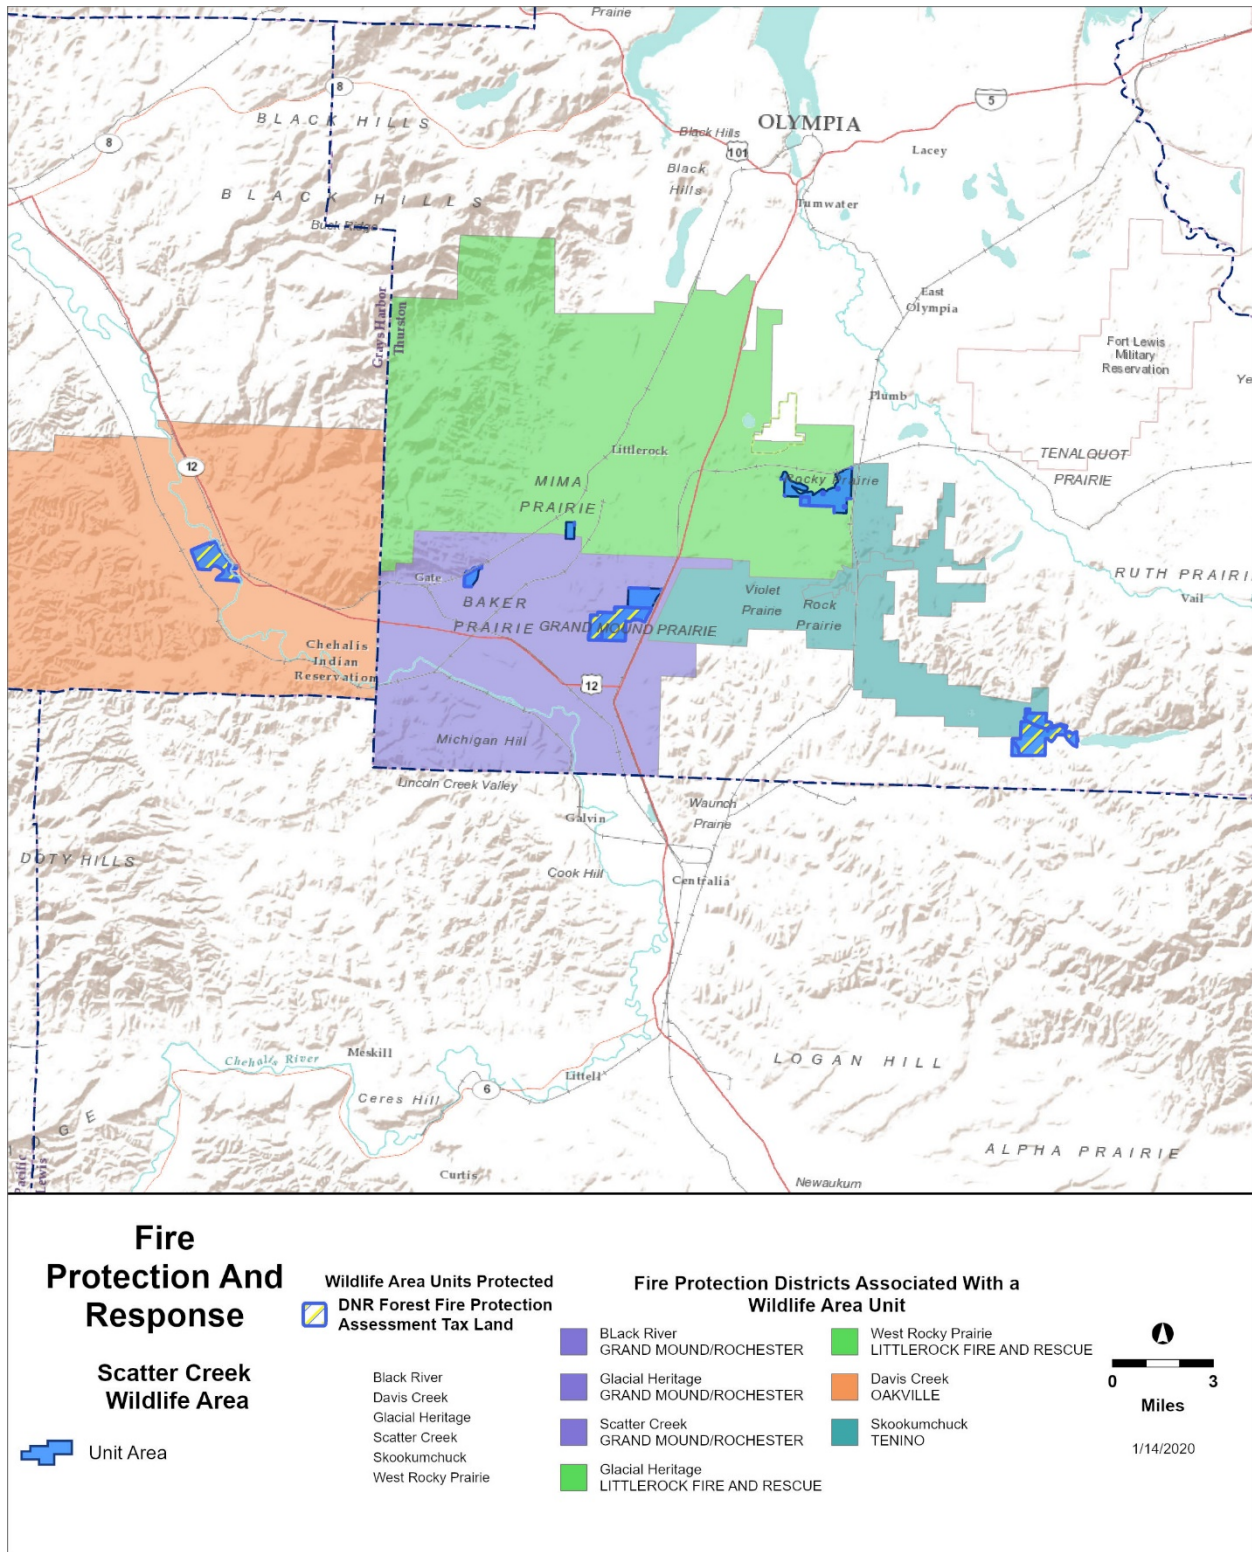 Prairie
8
8
BLACK HILLS
OLYMPIA
5
Black Hills
101
Lacey
Black
Hills
BLACK HILLS
Tumwater
Buck Ridge
East
Olympia
Grays Harbor
Thurston
Fort Lewis
Military
Reservation
Ye
Plumb
Littlerock
TENALQUOT
PRAIRIE
12
MIMA
PRAIRIE
Rocky Prairie
Gate
RUTH PRAIRI
Vail
BAKER
PRAIRIE
Violet
Prairie
Rock
Prairie
GRAND MOUND PRAIRIE
Chehalis
Indian
Reservation
12
Michigan Hill
Lincoln Creek Valley
Galvin
Waunch
Prairie
DOTY HILLS
Cook Hill
Centralia
Chehalis River
Meskill
LOGAN HILL
Littell
6
Ceres Hill
GE
ALPHA PRAIRIE
Pacific
Lewis
Curtis
Newaukum
Fire
Protection And
Response
Scatter Creek
Wildlife Area
Unit Area
Wildlife Area Units Protected
DNR Forest Fire Protection
Assessment Tax Land
Black River
Davis Creek
Glacial Heritage
Scatter Creek
Skookumchuck
West Rocky Prairie
Fire Protection Districts Associated With a
Wildlife Area Unit
BLack River
GRAND MOUND/ROCHESTER
Glacial Heritage
GRAND MOUND/ROCHESTER
Scatter Creek
GRAND MOUND/ROCHESTER
Glacial Heritage
LITTLEROCK FIRE AND RESCUE
West Rocky Prairie
LITTLEROCK FIRE AND RESCUE
Davis Creek
OAKVILLE
Skookumchuck
TENINO
0 3
Miles
1/14/2020